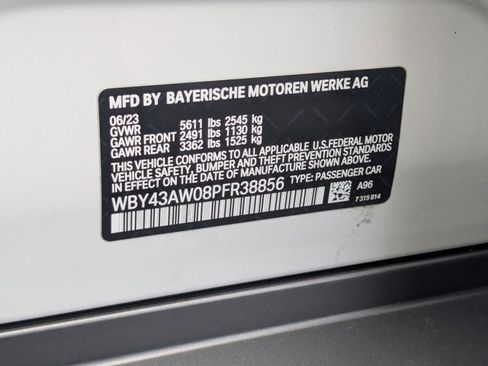 MFD BY BAYERISCHE MOTOREN WERKE AG
06/23
GVWR 5611 lbs 2545 kg
GAWR FRONT 2491 lbs 1130 kg
GAWR REAR 3362 lbs 1525 kg
THIS VEHICLE CONFORMS TO ALL APPLICABLE U.S.FEDERAL MOTOR
VEHICLE SAFETY, BUMPER AND THEFT PREVENTION STANDARDS IN
EFFECT ON THE DATE OF MANUFACTURE SHOWN ABOVE.
WBY43AW08PFR38856 TYPE: PASSENGER CAR
A96
7 315 814